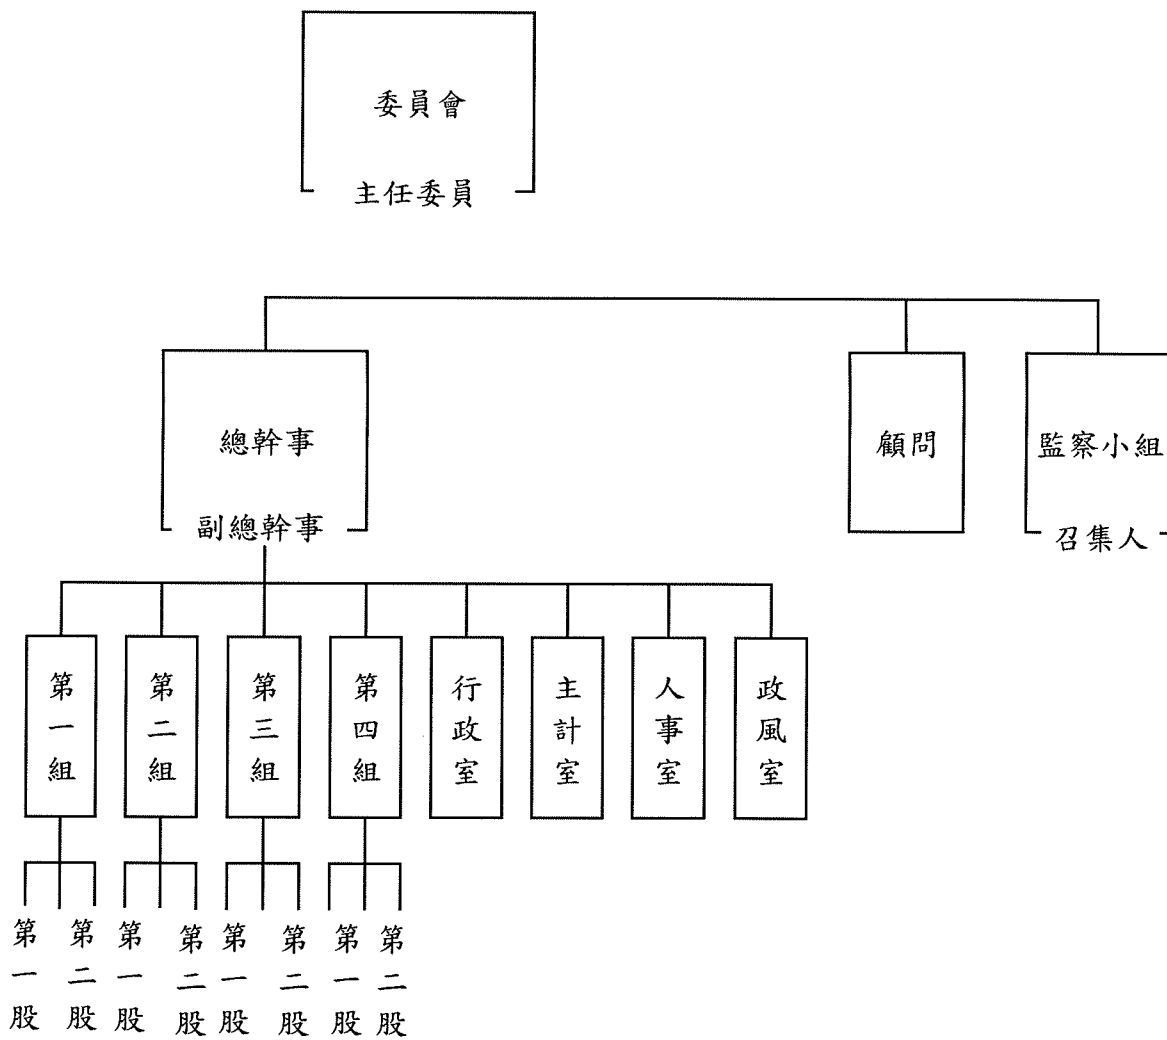 委員會
主任委員
總幹事
副總幹事
顧問
監察小組
召集人
第一組
第二組
第三組
第四組
行政室
主計室
人事室
政風室
第一股
第二股
第一股
第二股
第一股
第二股
第一股
第二股